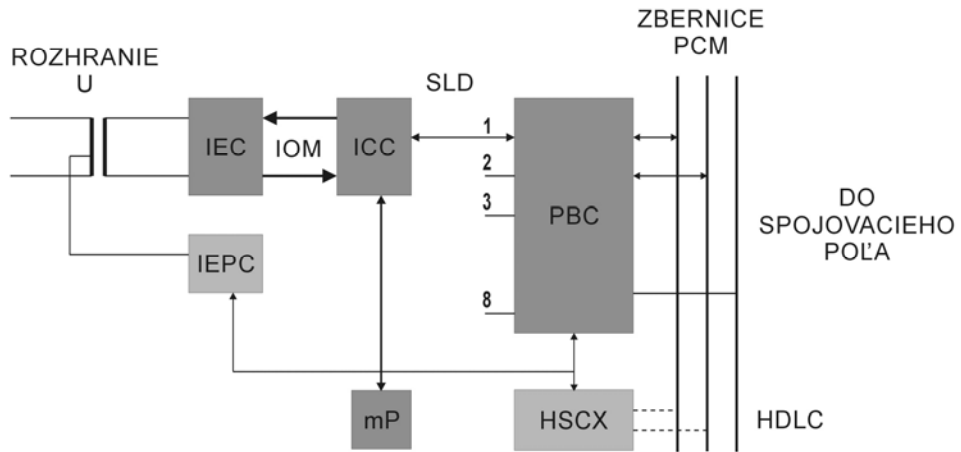 ZBERNICE
PCM
ROZHRANIE
U
SLD
IEC
IOM
ICC
1
2
3
8
PBC
DO
SPOJOVACIEHO
POĽA
IEPC
mP
HSCX
HDLC